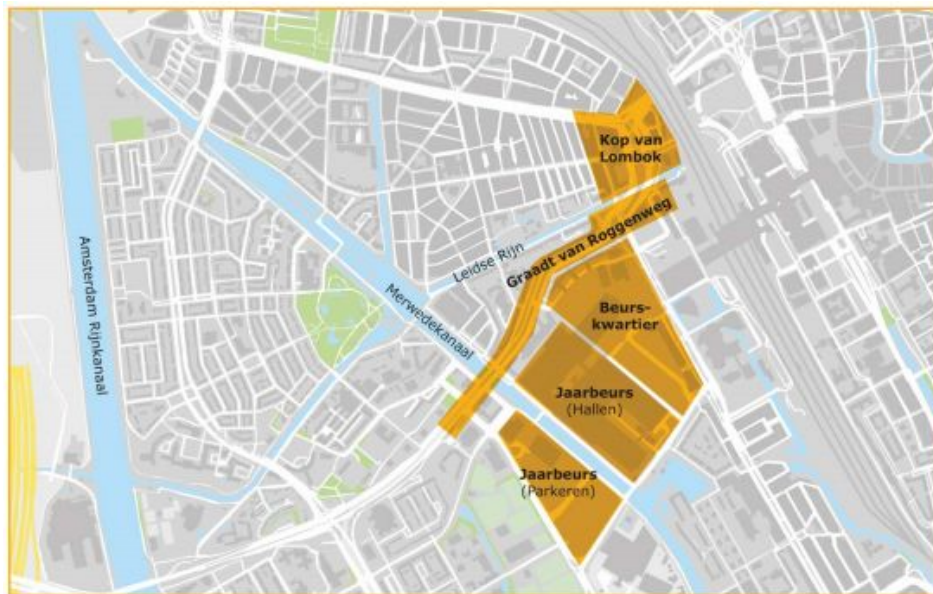 Kop van
Lombok
Graadt van Roggenweg
Leidse Rijn
Amsterdam Rijnkanaal
Merwedekanaal
Beurs-
kwartier
Jaarbeurs
(Hallen)
Jaarbeurs
(Parkeren)